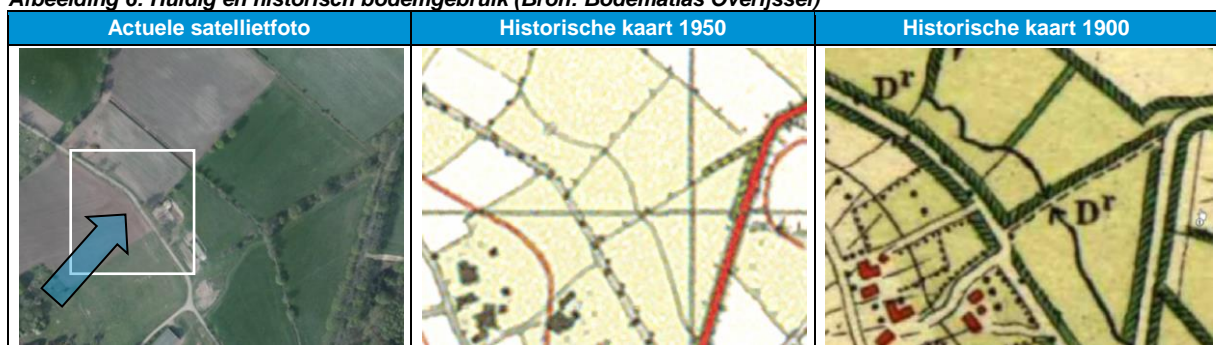 Afbeelding 6: Huidig en historisch bodemgebruik (Bron: Bodematlas Overijssel)
Actuele satellietfoto
Historische kaart 1950
Historische kaart 1900
Dr
Dr